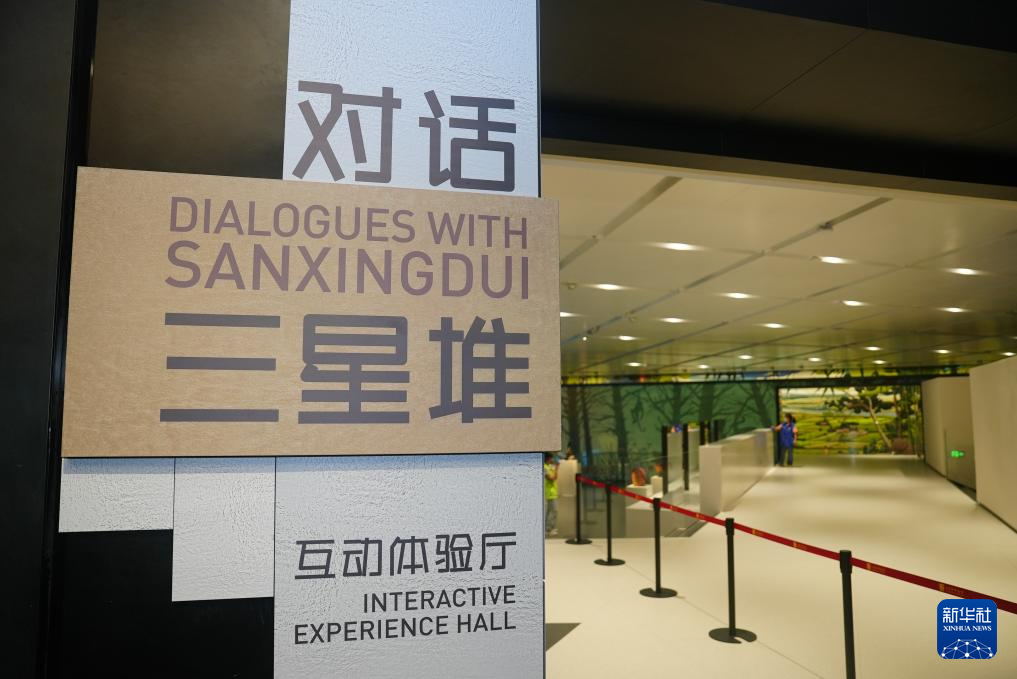 对话
DIALOGUES WITH
SANXINGDUI
三星堆
互动体验厅
INTERACTIVE
EXPERIENCE HALL
新华社
XINHUA NEWS